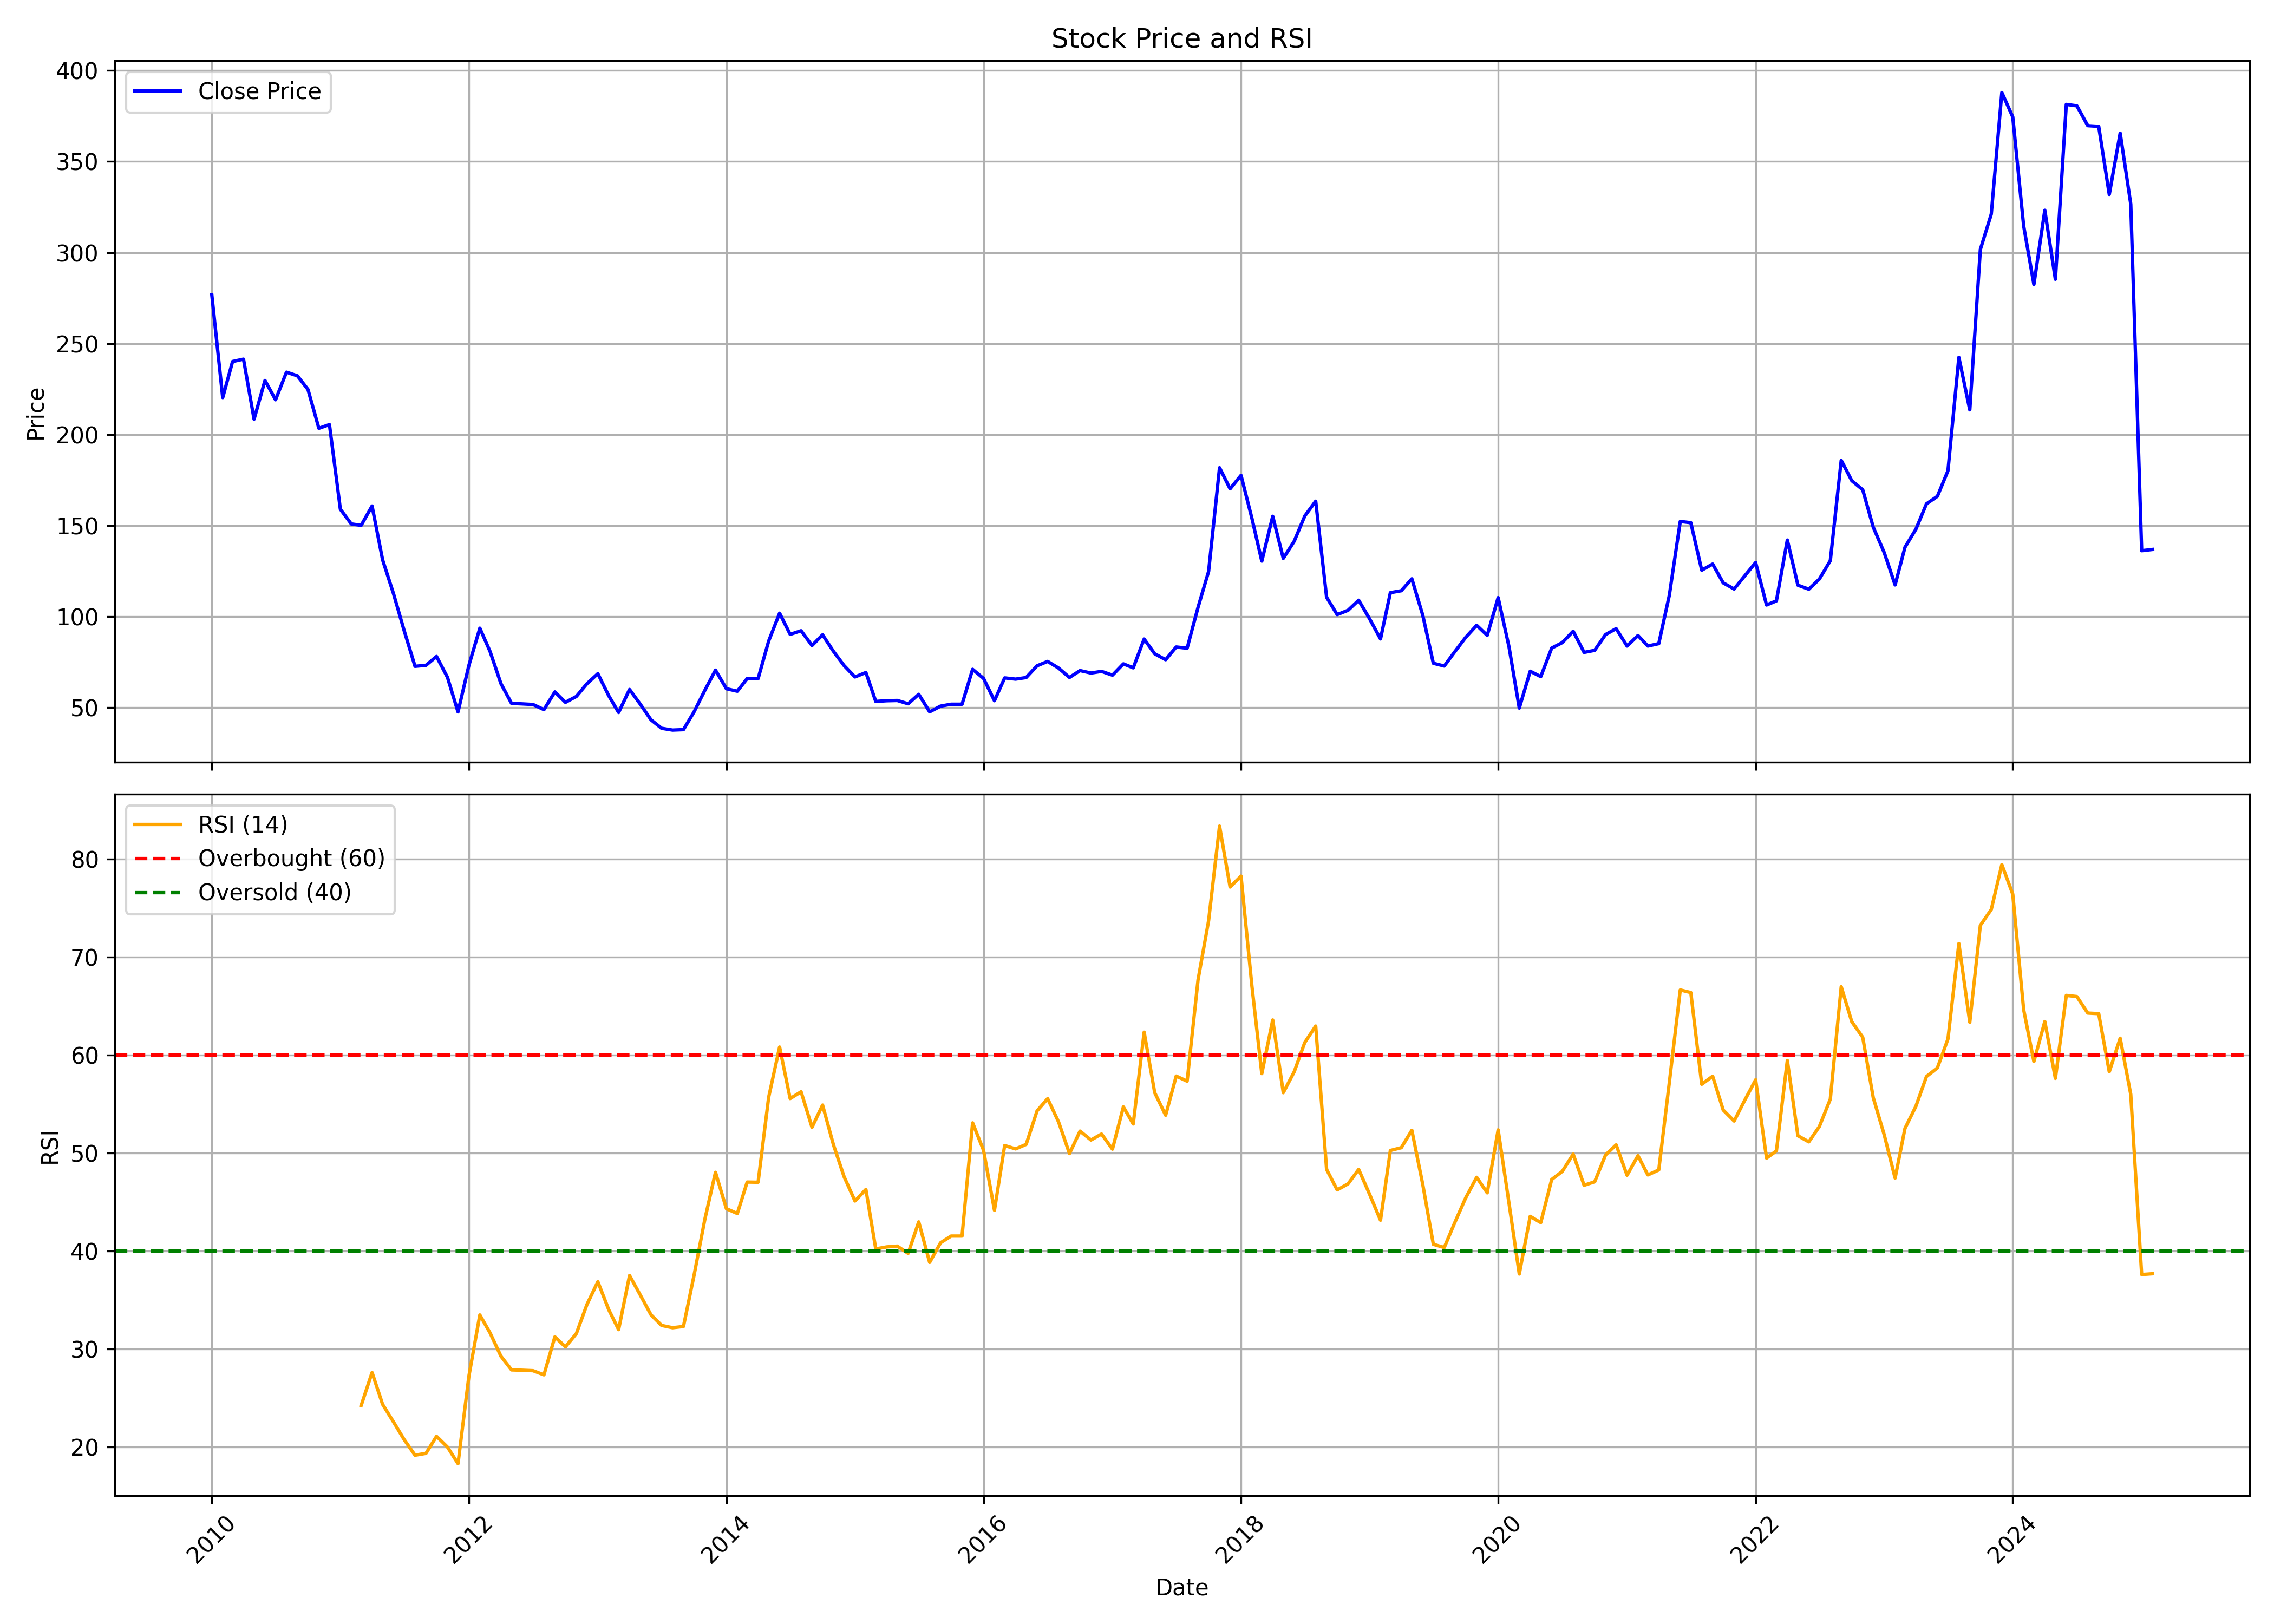 Stock Price and RSI
Close Price
400
350
300
250
200
150
100
50
Price
RSI (14)
Overbought (60)
Oversold (40)
80
70
60
50
40
30
20
RSI
2010
2012
2014
2016
2018
2020
2022
2024
Date